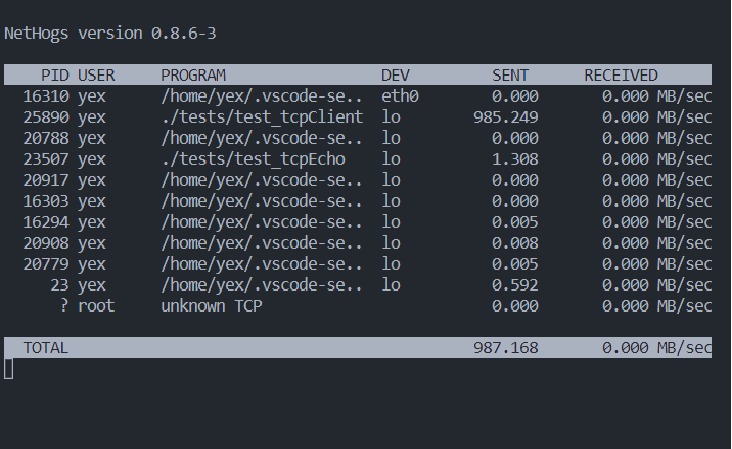 NetHogs version 0.8.6-3
PID USER PROGRAM DEV SENT RECEIVED
16310 yex /home/yex/.vscode-se.. eth0 0.000 0.000 MB/sec
25890 yex ./tests/test_tcpClient lo 985.249 0.000 MB/sec
20788 yex /home/yex/.vscode-se.. lo 0.000 0.000 MB/sec
23507 yex ./tests/test_tcpEcho lo 1.308 0.000 MB/sec
20917 yex /home/yex/.vscode-se.. lo 0.000 0.000 MB/sec
16303 yex /home/yex/.vscode-se.. lo 0.000 0.000 MB/sec
16294 yex /home/yex/.vscode-se.. lo 0.005 0.000 MB/sec
20908 yex /home/yex/.vscode-se.. lo 0.008 0.000 MB/sec
20779 yex /home/yex/.vscode-se.. lo 0.005 0.000 MB/sec
23 yex /home/yex/.vscode-se.. lo 0.592 0.000 MB/sec
? root unknown TCP 0.000 0.000 MB/sec
TOTAL 987.168 0.000 MB/sec